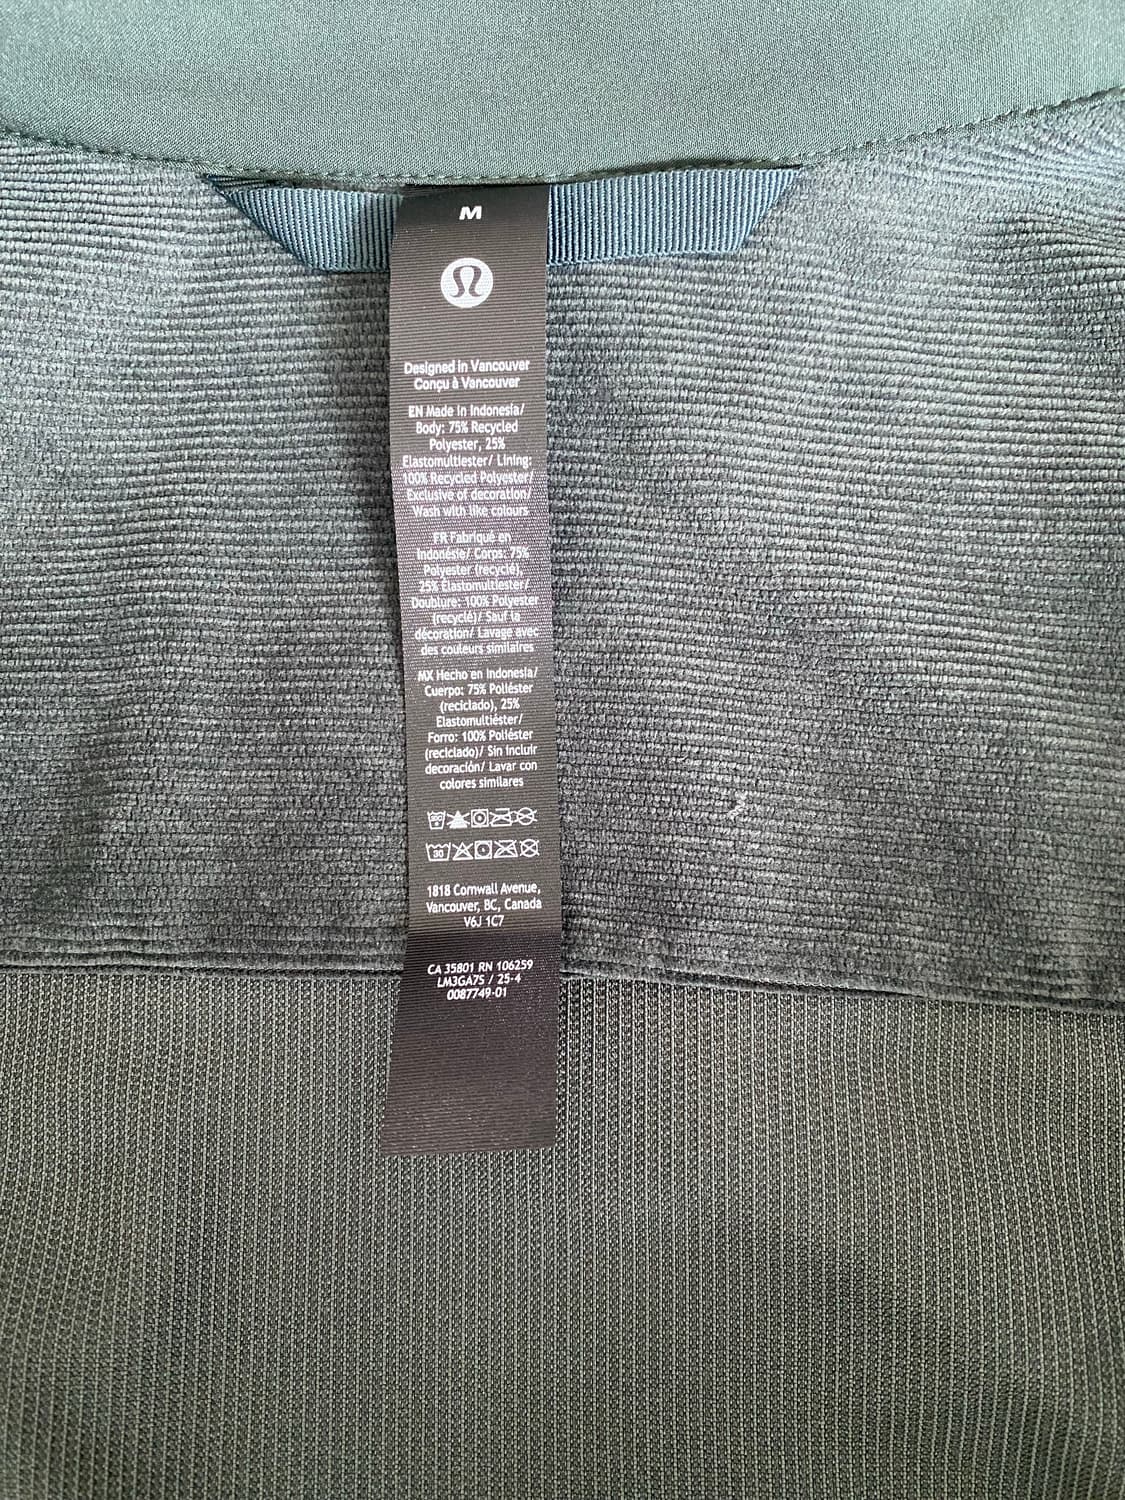 M
Designed in Vancouver
Conçu à Vancouver
EN Made in Indonesia/
Body: 75% Recycled
Polyester, 25%
Elastomultiester/ Lining:
100% Recycled Polyester/
Exclusive of decoration/
Wash with like colours
FR Fabriqué en
Indonésie/ Corps: 75%
Polyester (recyclé),
25% Élastomultiester/
Doublure: 100% Polyester
(recyclé)/ Sauf la
décoration/ Lavage avec
des couleurs similaires
MX Hecho en Indonesia/
Cuerpo: 75% Poliéster
(reciclado), 25%
Elastomultiéster/
Forro: 100% Poliéster
(reciclado)/ Sin incluir
decoración/ Lavar con
colores similares
30
1818 Cornwall Avenue,
Vancouver, BC, Canada
V6J 1C7
CA 35801 RN 106259
LM3GA7S / 25-4
0087749-01